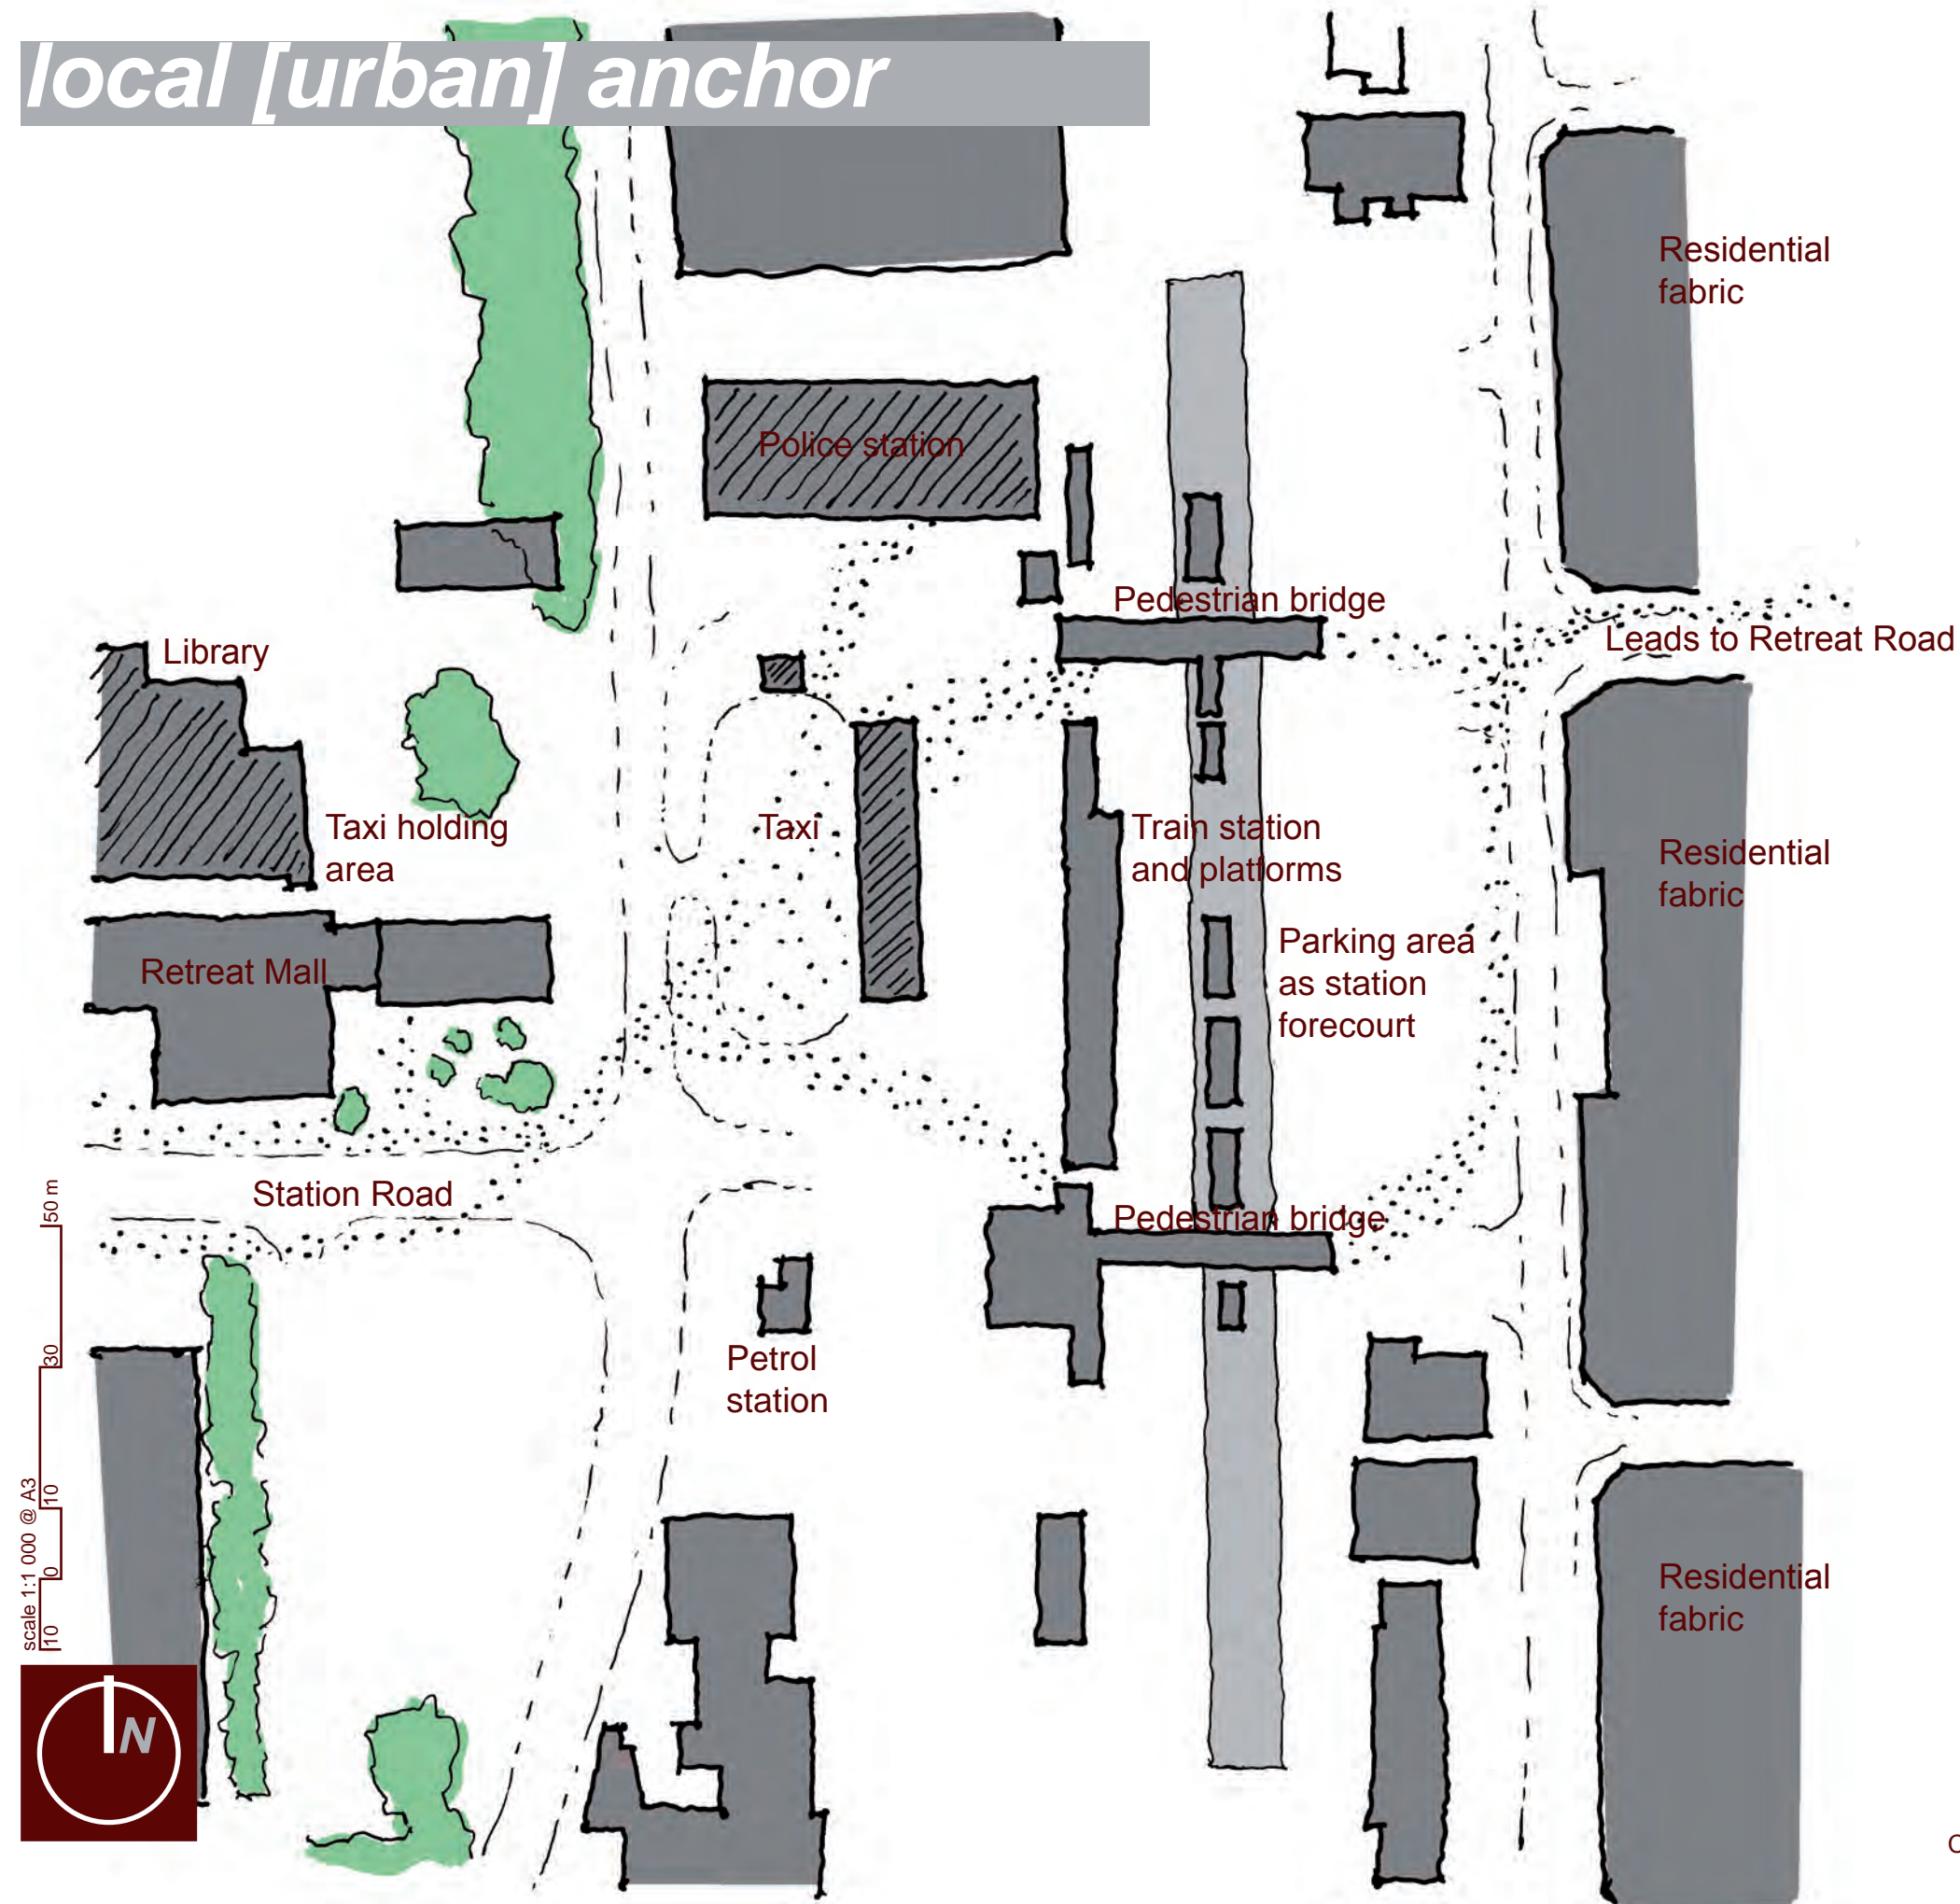 local [urban] anchor
Residential
fabric
Police station
Pedestrian bridge
Leads to Retreat Road
Library
Taxi holding
area
Taxi
Train station
and platforms
Residential
fabric
Parking area
as station
forecourt
Retreat Mall
Station Road
Pedestrian bridge
Petrol
station
Residential
fabric
50 m
30
10
0
10
scale 1:1 000 @ A3
N